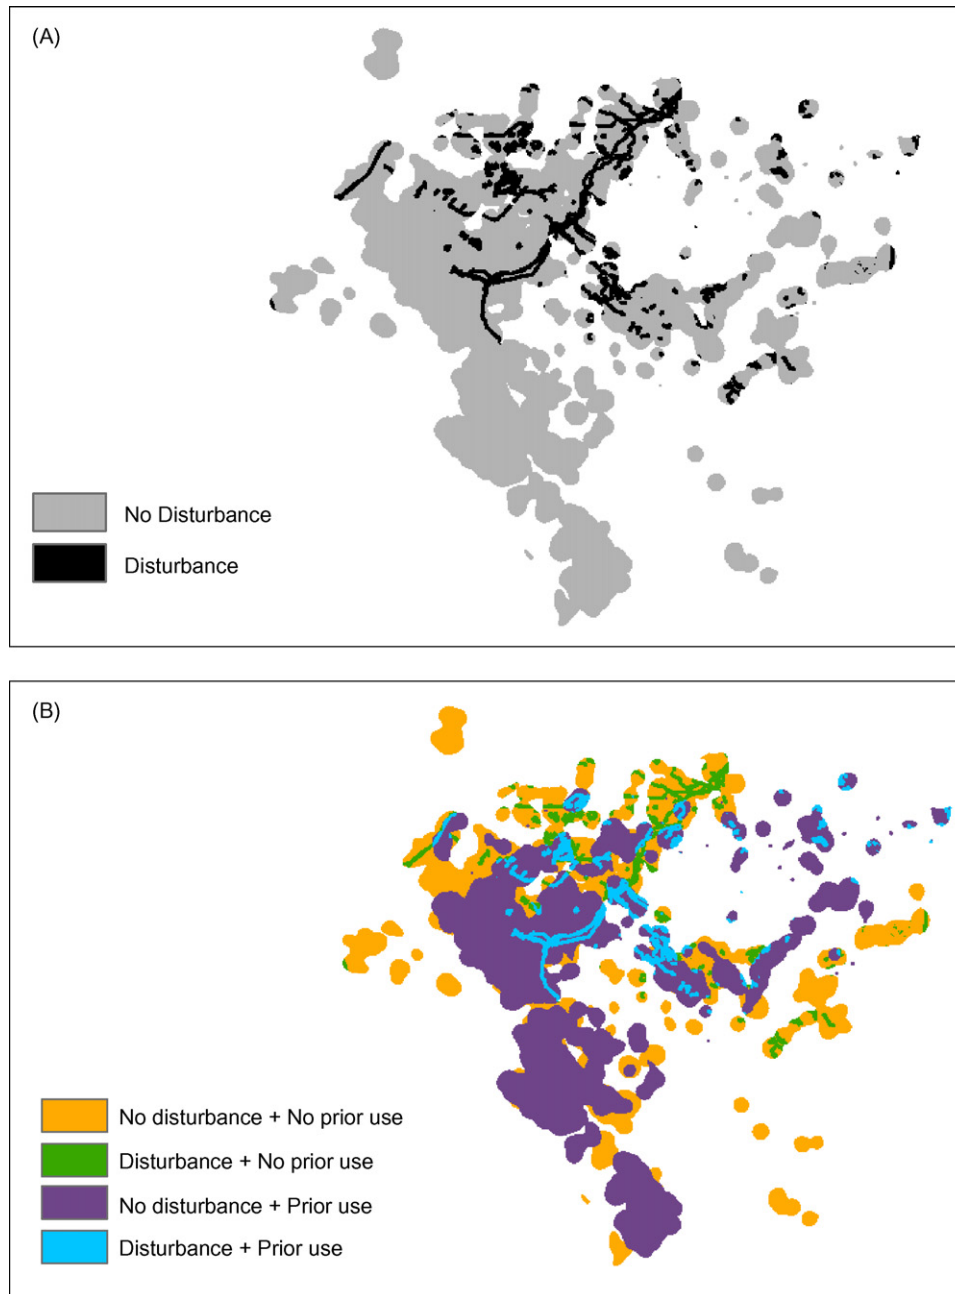 (A)
No Disturbance
Disturbance
(B)
No disturbance + No prior use
Disturbance + No prior use
No disturbance + Prior use
Disturbance + Prior use